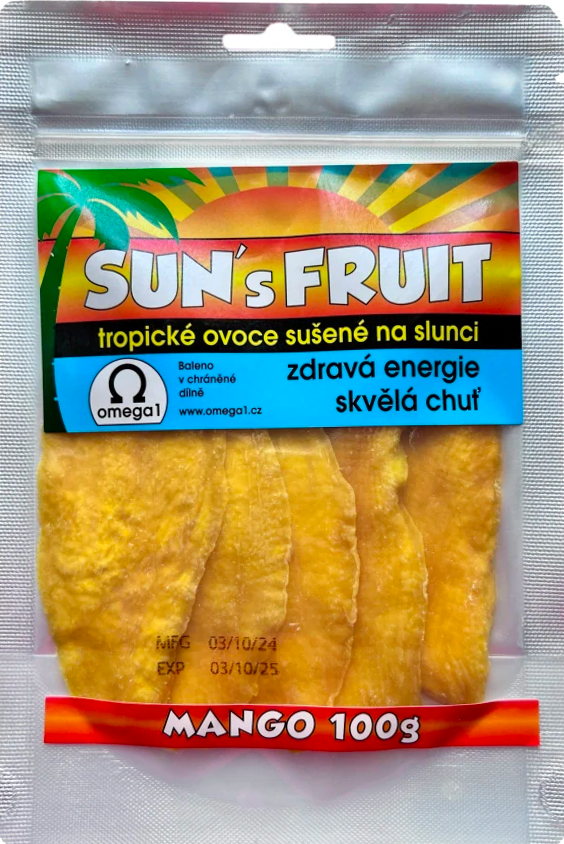 SUN's FRUIT
tropické ovoce sušené na slunci
zdravá energie
skvělá chuť
Ω
omega1
Baleno
v chráněné
dílně
www.omega1.cz
MFG 03/10/24
EXP 03/10/25
MANGO 100g